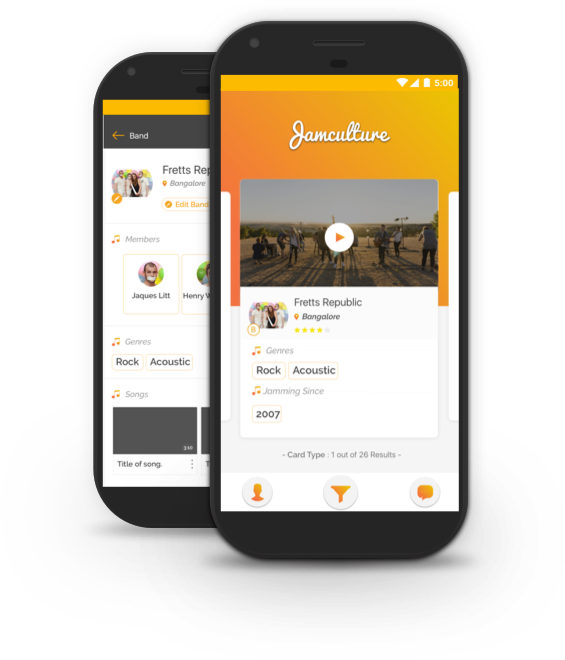 Band
Fretts Rep
Bangalore
Edit Band
Members
Jaques Litt
Henry W
Genres
Rock
Acoustic
Songs
3:10
Title of song.
T
5:00
Jamculture
Fretts Republic
Bangalore
B
Genres
Rock
Acoustic
Jamming Since
2007
- Card Type : 1 out of 26 Results -